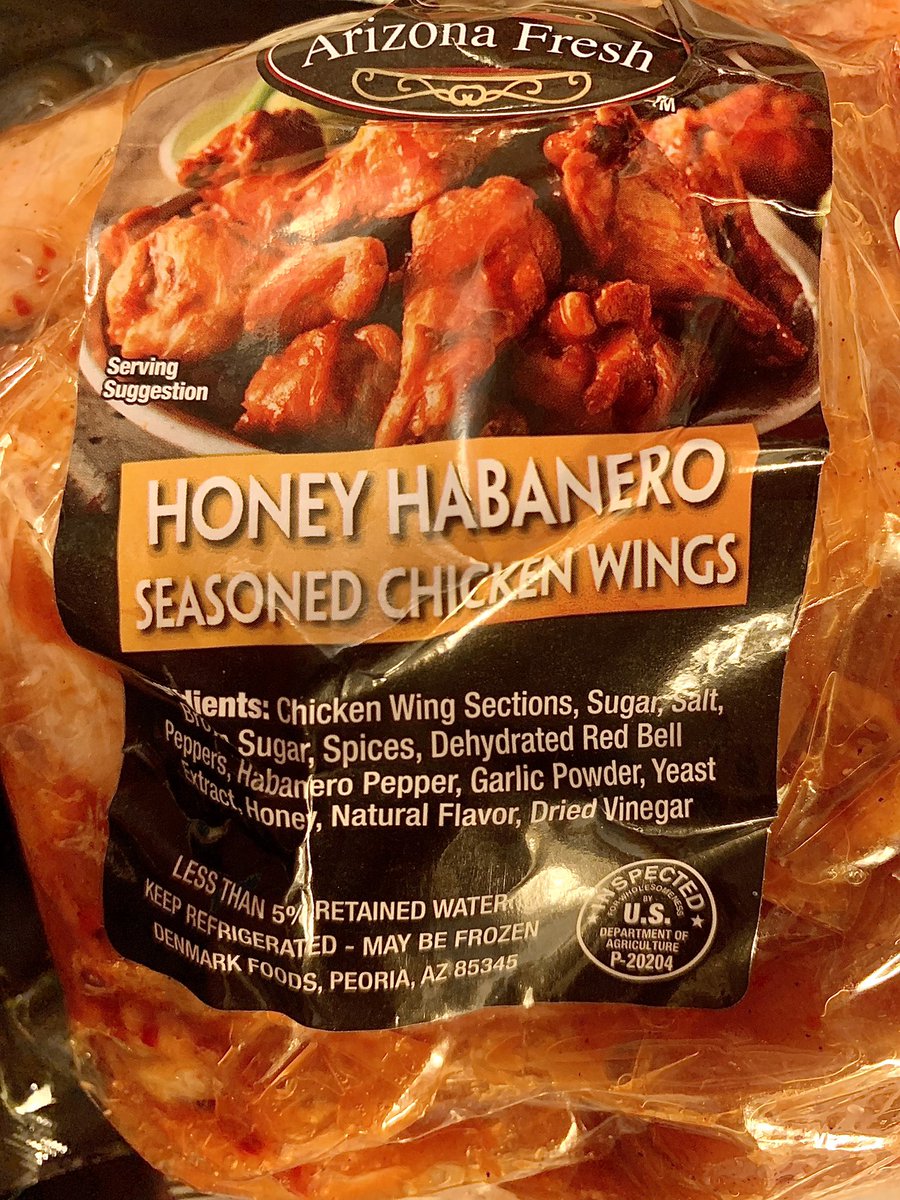 Arizona Fresh
TM
Serving
Suggestion
HONEY HABANERO
SEASONED CHICKEN WINGS
dients: Chicken Wing Sections, Sugar, Salt,
Sugar, Spices, Dehydrated Red Bell
Peppers, Habanero Pepper, Garlic Powder, Yeast
Extract, Honey, Natural Flavor, Dried Vinegar
LESS THAN 5% RETAINED WATER
KEEP REFRIGERATED - MAY BE FROZEN
DENMARK FOODS, PEORIA, AZ 85345
INSPECTED
FOR WHOLESOMENESS
BY
U.S.
DEPARTMENT OF
AGRICULTURE
P-20204